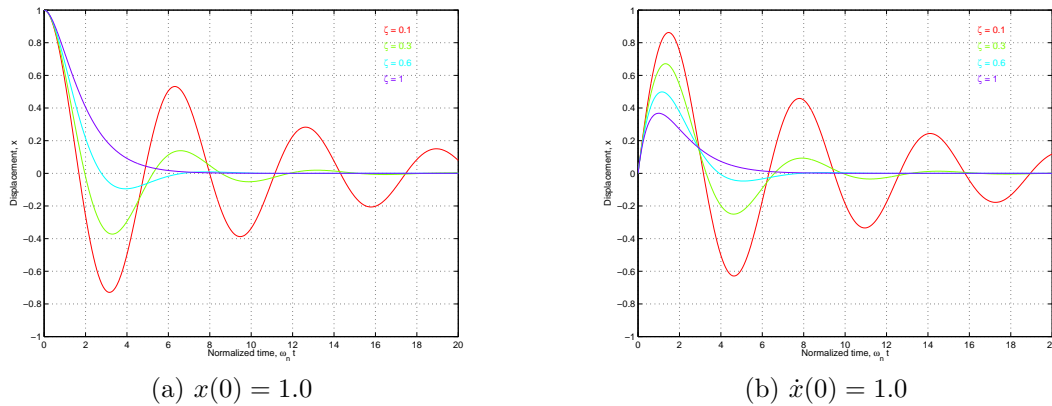 1
0.8
0.6
0.4
0.2
0
−0.2
−0.4
−0.6
−0.8
−1
Displacement, x
ζ = 0.1
ζ = 0.3
ζ = 0.6
ζ = 1
0 2 4 6 8 10 12 14 16 18 20
Normalized time, ωn t
(a) x(0) = 1.0
1
0.8
0.6
0.4
0.2
0
−0.2
−0.4
−0.6
−0.8
−1
Displacement, x
ζ = 0.1
ζ = 0.3
ζ = 0.6
ζ = 1
0 2 4 6 8 10 12 14 16 18 20
Normalized time, ωn t
(b) ẋ(0) = 1.0